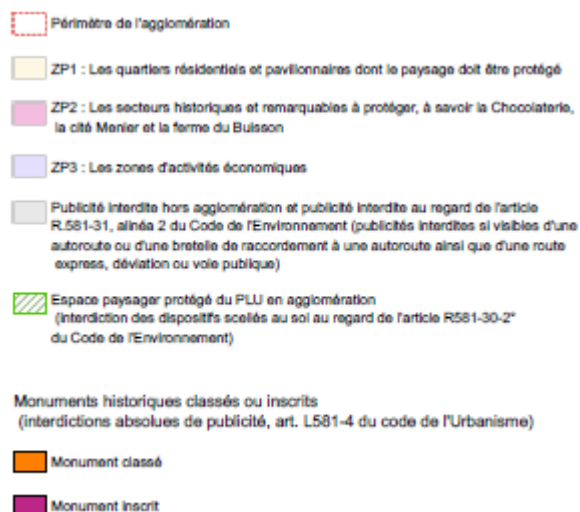 Périmètre de l'agglomération
ZP1 : Les quartiers résidentiels et pavillonnaires dont le paysage doit être protégé
ZP2 : Les secteurs historiques et remarquables à protéger, à savoir la Chocolaterie,
la cité Menier et la ferme du Buisson
ZP3 : Les zones d'activités économiques
Publicité interdite hors agglomération et publicité interdite au regard de l'article
R.581-31, alinéa 2 du Code de l'Environnement (publicités interdites si visibles d'une
autoroute ou d'une bretelle de raccordement à une autoroute ainsi que d'une route
express, déviation ou voie publique)
Espace paysager protégé du PLU en agglomération
(interdiction des dispositifs scellés au sol au regard de l'article R581-30-2°
du Code de l'Environnement)
Monuments historiques classés ou inscrits
(interdictions absolues de publicité, art. L581-4 du code de l'Urbanisme)
Monument classé
Monument inscrit